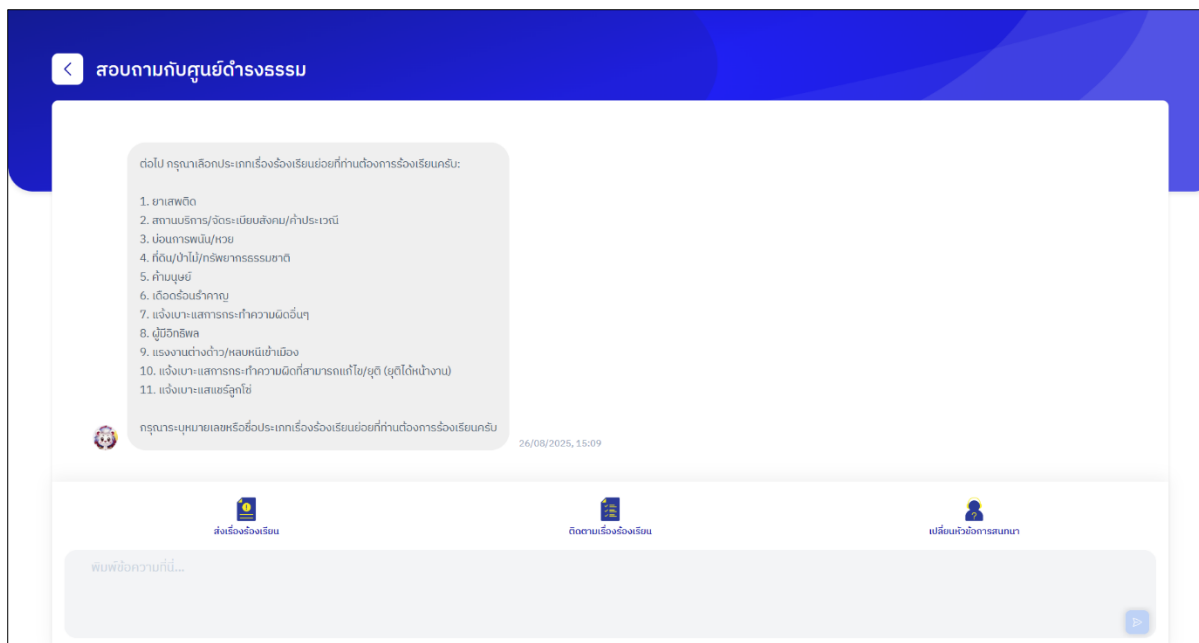 สอบถามกับศูนย์ดำรงธรรม
ต่อไป กรุณาเลือกประเภทเรื่องร้องเรียนย่อยที่ท่านต้องการร้องเรียนครับ:
1. ยาเสพติด
2. สถานบริการ/จัดระเบียบสังคม/ค้าประเวณี
3. บ่อนการพนัน/หวย
4. ที่ดิน/ป่าไม้/ทรัพยากรธรรมชาติ
5. ค้ามนุษย์
6. เดือดร้อนรำคาญ
7. แจ้งเบาะแสการกระทำความผิดอื่นๆ
8. ผู้มีอิทธิพล
9. แรงงานต่างด้าว/หลบหนีเข้าเมือง
10. แจ้งเบาะแสการกระทำความผิดที่สามารถแก้ไข/ยุติ (ยุติได้หน้างาน)
11. แจ้งเบาะแสแชร์ลูกโซ่
กรุณาระบุหมายเลขหรือชื่อประเภทเรื่องร้องเรียนย่อยที่ท่านต้องการร้องเรียนครับ
26/08/2025, 15:09
ส่งเรื่องร้องเรียน
ติดตามเรื่องร้องเรียน
เปลี่ยนหัวข้อการสนทนา
พิมพ์ข้อความที่นี่...